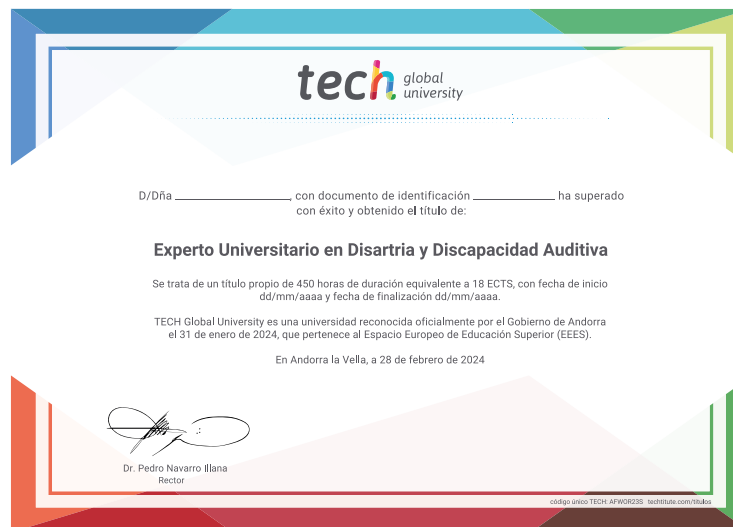 tech global university
D/Dña ____________________, con documento de identificación ______________ ha superado
con éxito y obtenido el título de:
Experto Universitario en Disartria y Discapacidad Auditiva
Se trata de un título propio de 450 horas de duración equivalente a 18 ECTS, con fecha de inicio
dd/mm/aaaa y fecha de finalización dd/mm/aaaa.
TECH Global University es una universidad reconocida oficialmente por el Gobierno de Andorra
el 31 de enero de 2024, que pertenece al Espacio Europeo de Educación Superior (EEES).
En Andorra la Vella, a 28 de febrero de 2024
Dr. Pedro Navarro Illana
Rector
código único TECH: AFWOR23S techtitute.com/titulos